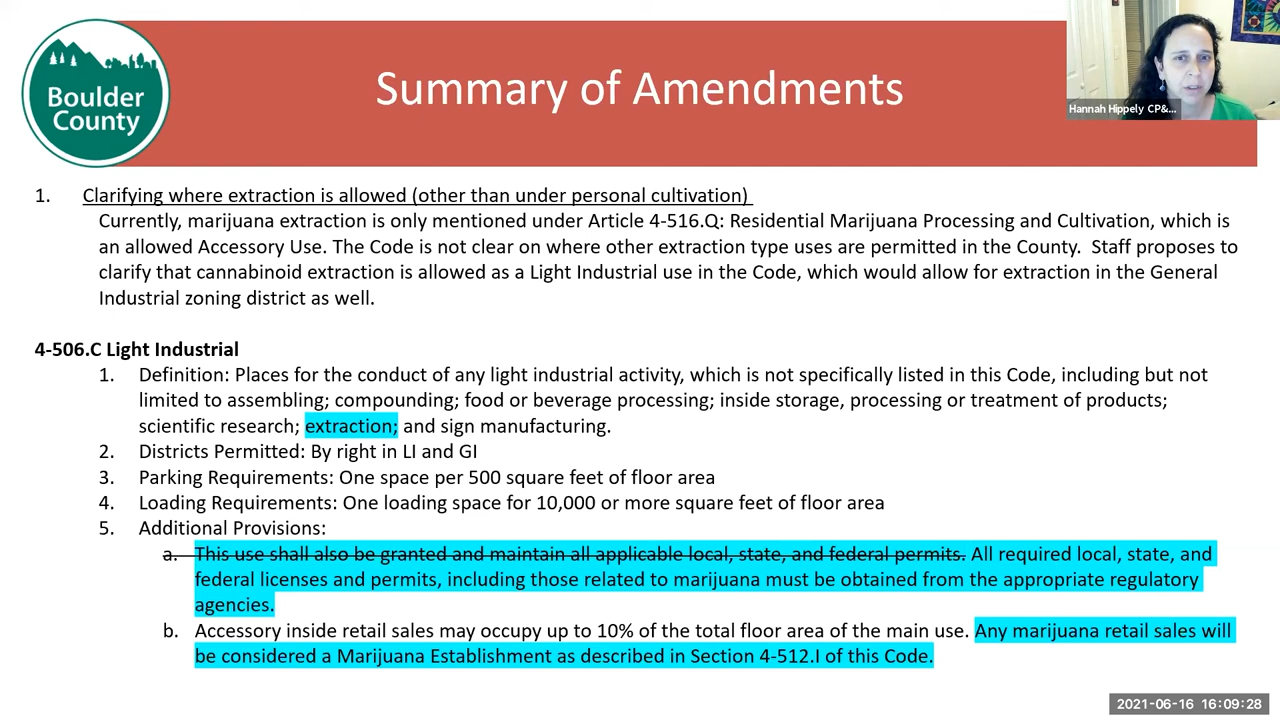 Boulder
County
Summary of Amendments
Hannah Hippely CP&...
1. Clarifying where extraction is allowed (other than under personal cultivation)
Currently, marijuana extraction is only mentioned under Article 4-516.Q: Residential Marijuana Processing and Cultivation, which is
an allowed Accessory Use. The Code is not clear on where other extraction type uses are permitted in the County. Staff proposes to
clarify that cannabinoid extraction is allowed as a Light Industrial use in the Code, which would allow for extraction in the General
Industrial zoning district as well.
4-506.C Light Industrial
1. Definition: Places for the conduct of any light industrial activity, which is not specifically listed in this Code, including but not
limited to assembling; compounding; food or beverage processing; inside storage, processing or treatment of products;
scientific research; extraction; and sign manufacturing.
2. Districts Permitted: By right in LI and GI
3. Parking Requirements: One space per 500 square feet of floor area
4. Loading Requirements: One loading space for 10,000 or more square feet of floor area
5. Additional Provisions:
a. This use shall also be granted and maintain all applicable local, state, and federal permits. All required local, state, and
federal licenses and permits, including those related to marijuana must be obtained from the appropriate regulatory
agencies.
b. Accessory inside retail sales may occupy up to 10% of the total floor area of the main use. Any marijuana retail sales will
be considered a Marijuana Establishment as described in Section 4-512.I of this Code.
2021-06-16 16:09:28